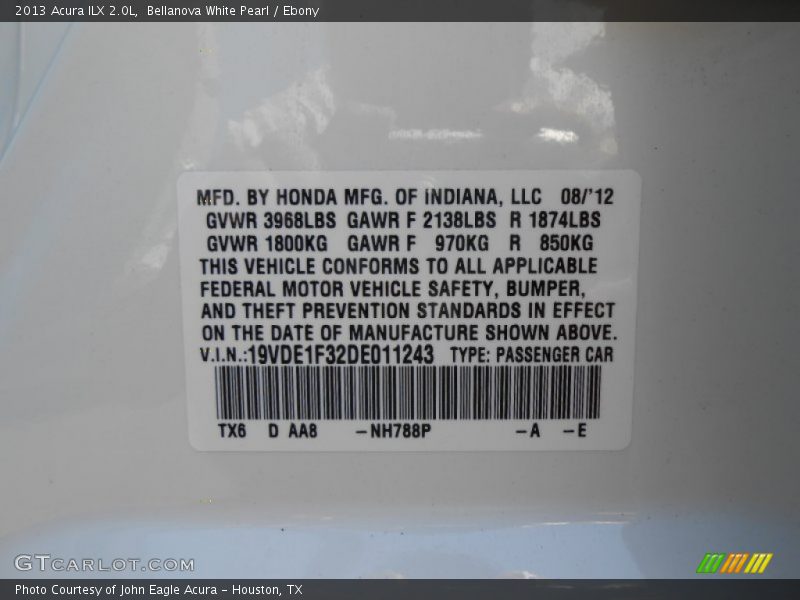 2013 Acura ILX 2.0L, Bellanova White Pearl / Ebony
MFD. BY HONDA MFG. OF INDIANA, LLC 08/'12
GVWR 3968LBS GAWR F 2138LBS R 1874LBS
GVWR 1800KG GAWR F 970KG R 850KG
THIS VEHICLE CONFORMS TO ALL APPLICABLE
FEDERAL MOTOR VEHICLE SAFETY, BUMPER,
AND THEFT PREVENTION STANDARDS IN EFFECT
ON THE DATE OF MANUFACTURE SHOWN ABOVE.
V.I.N.:19VDE1F32DE011243 TYPE: PASSENGER CAR
TX6 D AA8 -NH788P -A -E
GTCARLOT.COM
Photo Courtesy of John Eagle Acura - Houston, TX